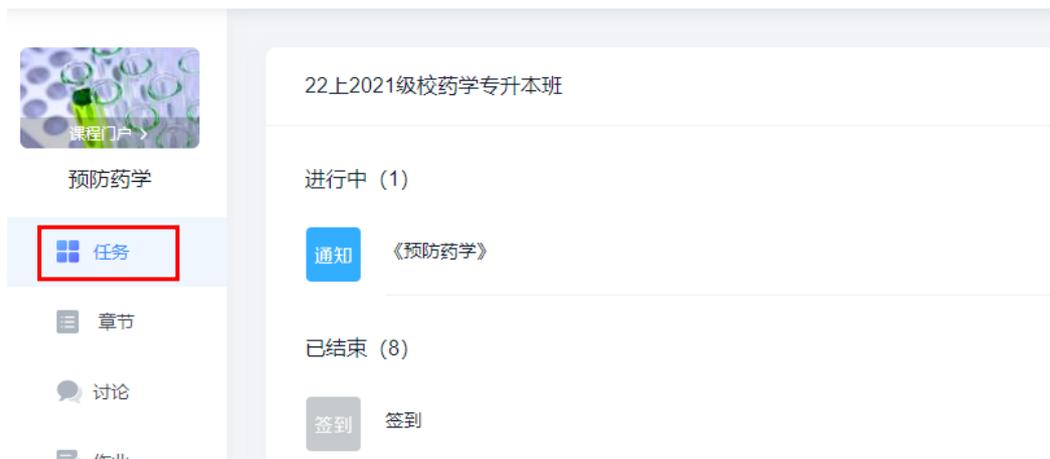 课程门户 >
预防药学
任务
章节
讨论
22上2021级校药学专升本班
进行中（1）
通知
《预防药学》
已结束（8）
签到
签到